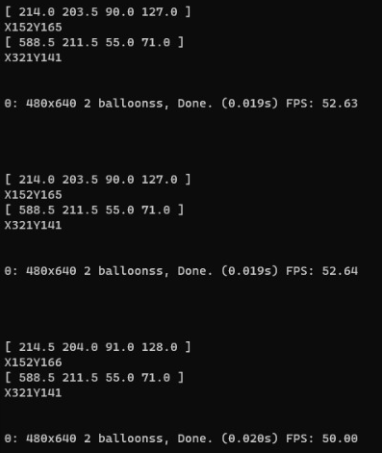 [ 214.0 203.5 90.0 127.0 ]
X152Y165
[ 588.5 211.5 55.0 71.0 ]
X321Y141
0: 480x640 2 balloonss, Done. (0.019s) FPS: 52.63
[ 214.0 203.5 90.0 127.0 ]
X152Y165
[ 588.5 211.5 55.0 71.0 ]
X321Y141
0: 480x640 2 balloonss, Done. (0.019s) FPS: 52.64
[ 214.5 204.0 91.0 128.0 ]
X152Y166
[ 588.5 211.5 55.0 71.0 ]
X321Y141
0: 480x640 2 balloonss, Done. (0.020s) FPS: 50.00